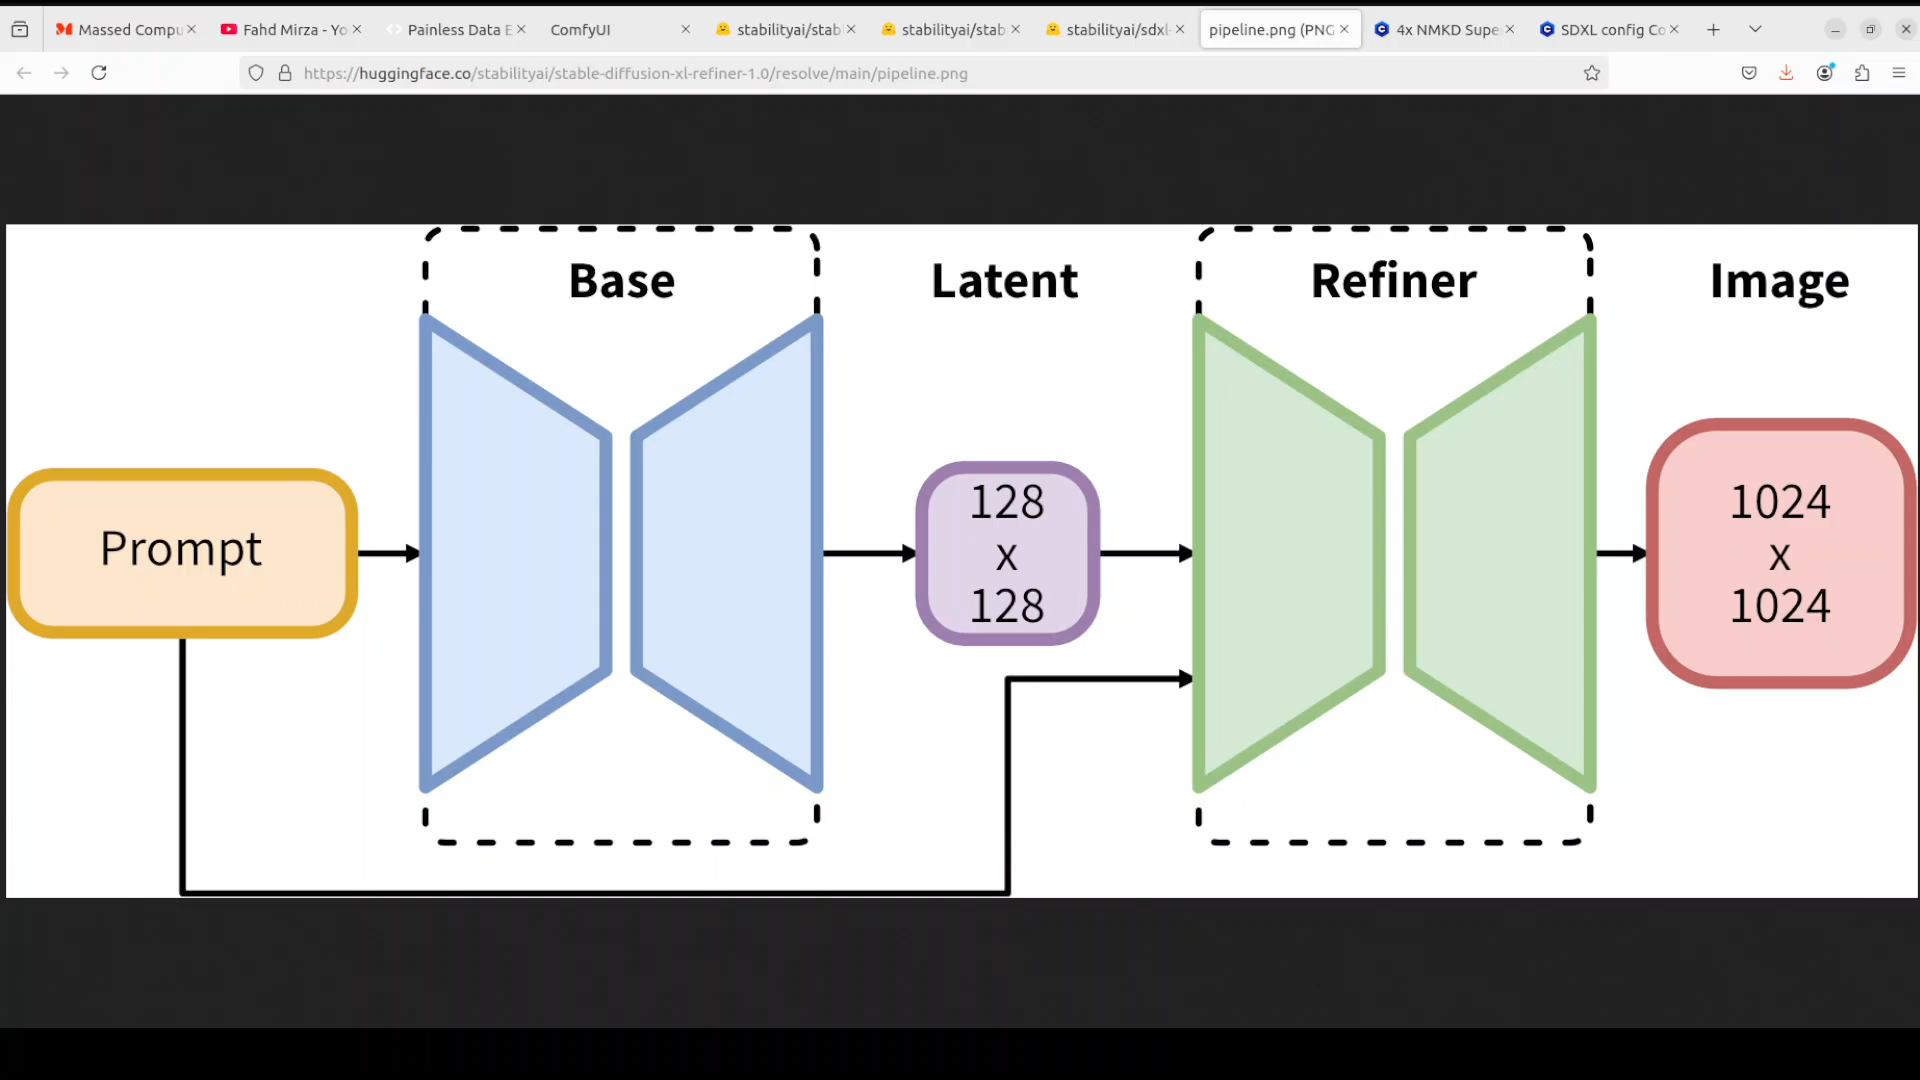 Massed Compu
Fahd Mirza - Yo
Painless Data E
ComfyUI
stabilityai/stab
stabilityai/stab
stabilityai/sdxl-
pipeline.png (PNG
4x NMKD Supe
SDXL config Co
https://huggingface.co/stabilityai/stable-diffusion-xl-refiner-1.0/resolve/main/pipeline.png
Base
Latent
Refiner
Image
Prompt
128
x
128
1024
x
1024